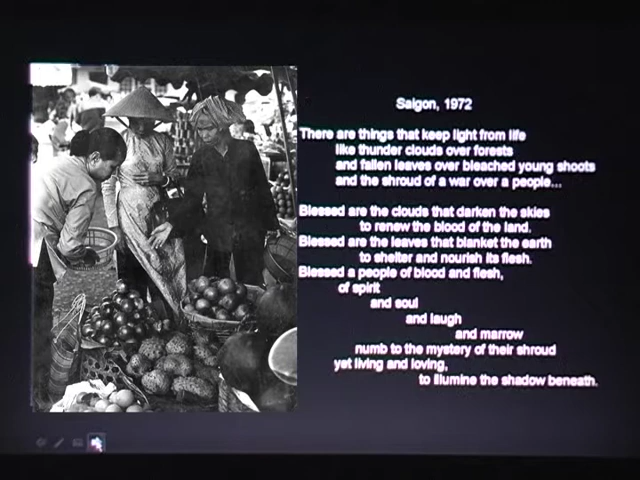 Saigon, 1972
There are things that keep light from life
like thunder clouds over forests
and fallen leaves over bleached young shoots
and the shroud of a war over a people...
Blessed are the clouds that darken the skies
to renew the blood of the land.
Blessed are the leaves that blanket the earth
to shelter and nourish its flesh.
Blessed a people of blood and flesh,
of spirit
and soul
and laugh
and marrow
numb to the mystery of their shroud
yet living and loving,
to illumine the shadow beneath.